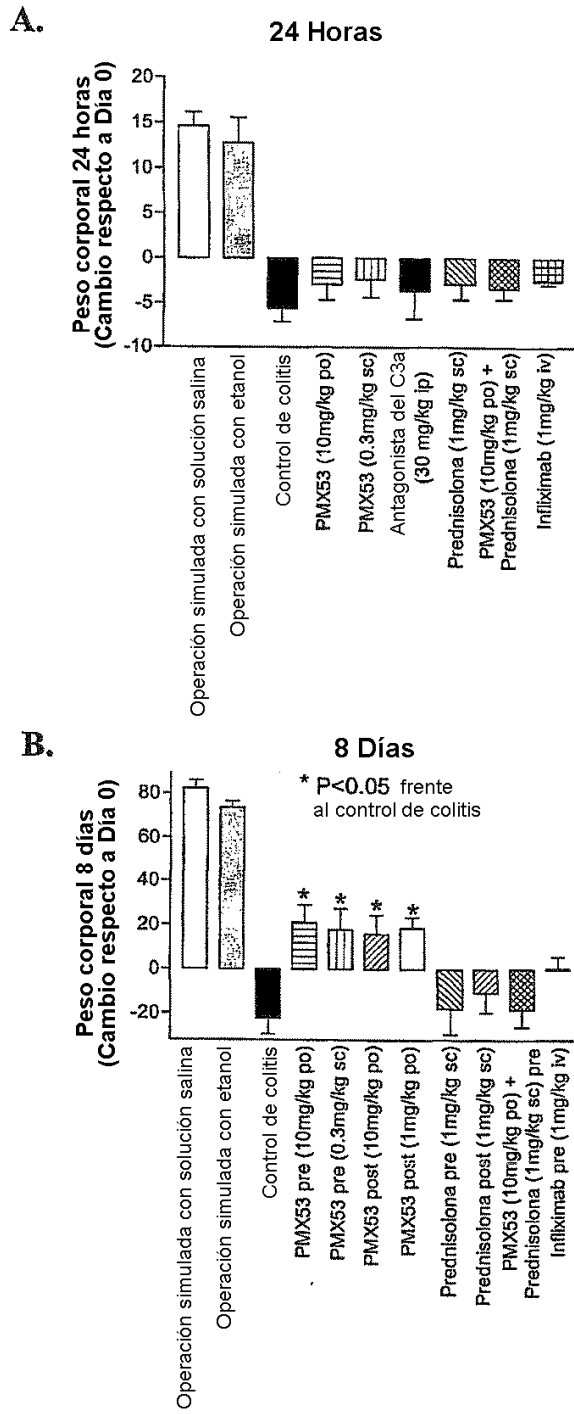 A.
24 Horas
Peso corporal 24 horas
(Cambio respecto a Día 0)
20
15
10
5
0
-5
-10
Operación simulada con solución salina
Operación simulada con etanol
Control de colitis
PMX53 (10mg/kg po)
PMX53 (0.3mg/kg sc)
Antagonista del C3a
(30 mg/kg ip)
Prednisolona (1mg/kg sc)
PMX53 (10mg/kg po) +
Prednisolona (1mg/kg sc)
Infliximab (1mg/kg iv)
B.
8 Días
* P<0.05 frente
al control de colitis
Peso corporal 8 días
(Cambio respecto a Día 0)
80
60
40
20
0
-20
* * * *
Operación simulada con solución salina
Operación simulada con etanol
Control de colitis
PMX53 pre (10mg/kg po)
PMX53 pre (0.3mg/kg sc)
PMX53 post (10mg/kg po)
PMX53 post (1mg/kg po)
Prednisolona pre (1mg/kg sc)
Prednisolona post (1mg/kg sc)
PMX53 (10mg/kg po) +
Prednisolona (1mg/kg sc) pre
Infliximab pre (1mg/kg iv)